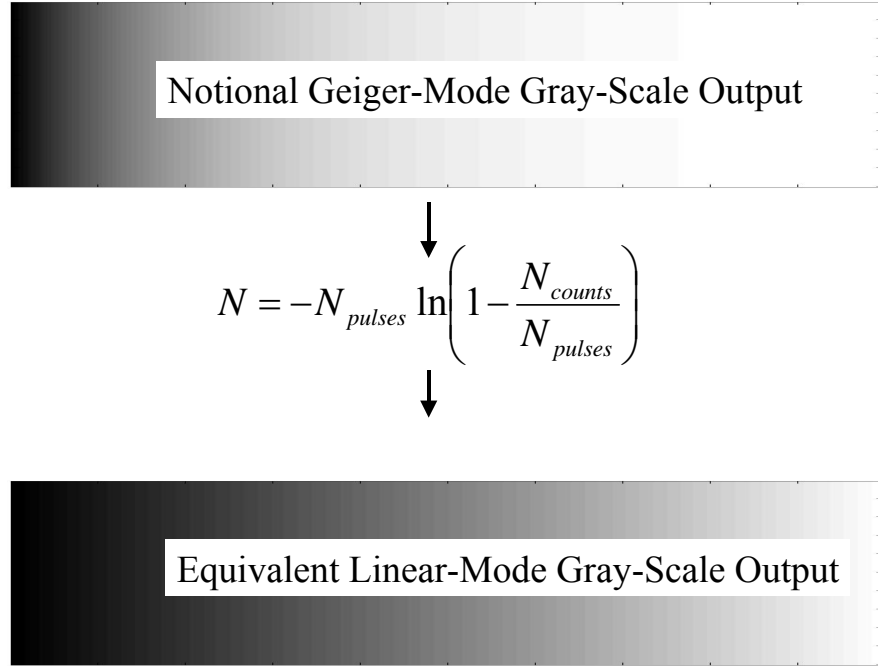 Notional Geiger-Mode Gray-Scale Output
N = −N_pulses ln(1 − N_counts / N_pulses)
Equivalent Linear-Mode Gray-Scale Output